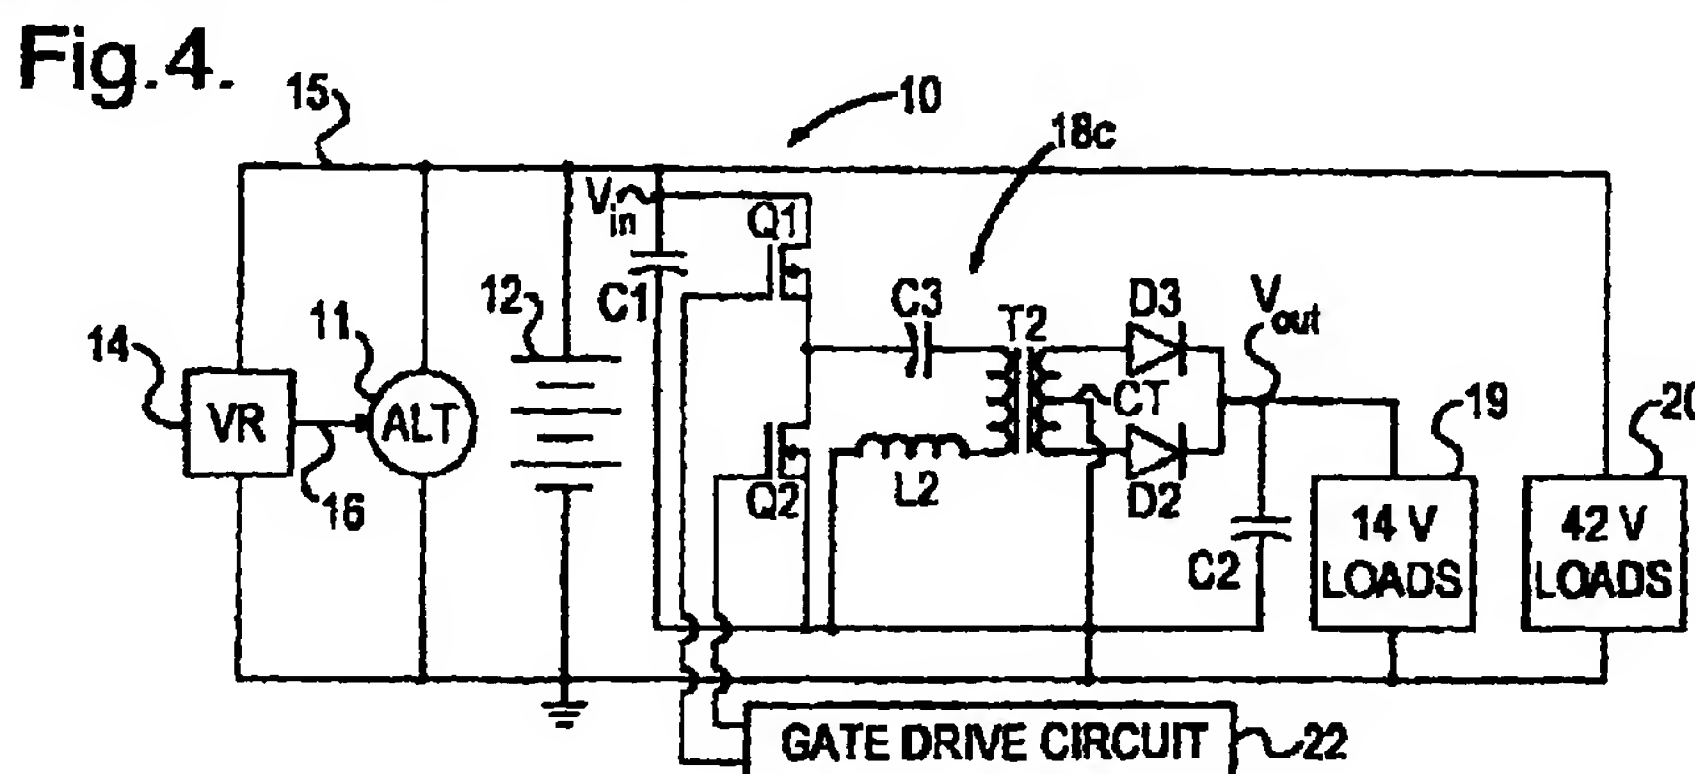 Fig.4.
15
10
18c
Vin
Q1
12
C1
C3
T2
D3
Vout
14
11
VR
ALT
CT
19
20
16
Q2
L2
D2
C2
14 V
LOADS
42 V
LOADS
GATE DRIVE CIRCUIT
22